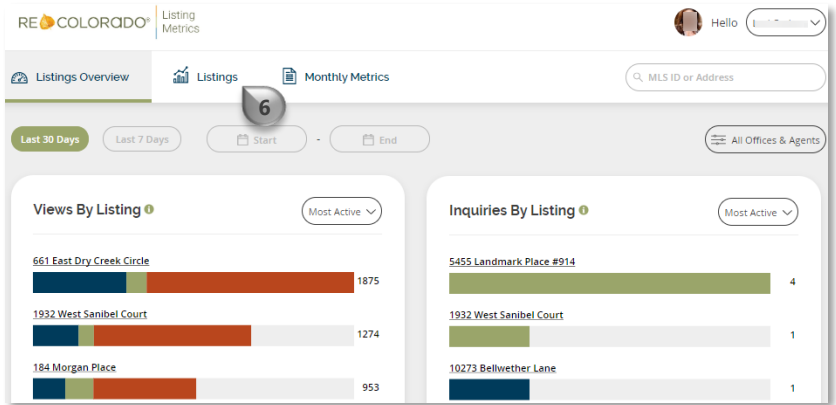 RECOLORADO® Listing
Metrics
Hello
Listings Overview
Listings
Monthly Metrics
MLS ID or Address
6
Last 30 Days
Last 7 Days
Start
-
End
All Offices & Agents
Views By Listing
Most Active
661 East Dry Creek Circle
1875
1932 West Sanibel Court
1274
184 Morgan Place
953
Inquiries By Listing
Most Active
5455 Landmark Place #914
4
1932 West Sanibel Court
1
10273 Bellwether Lane
1